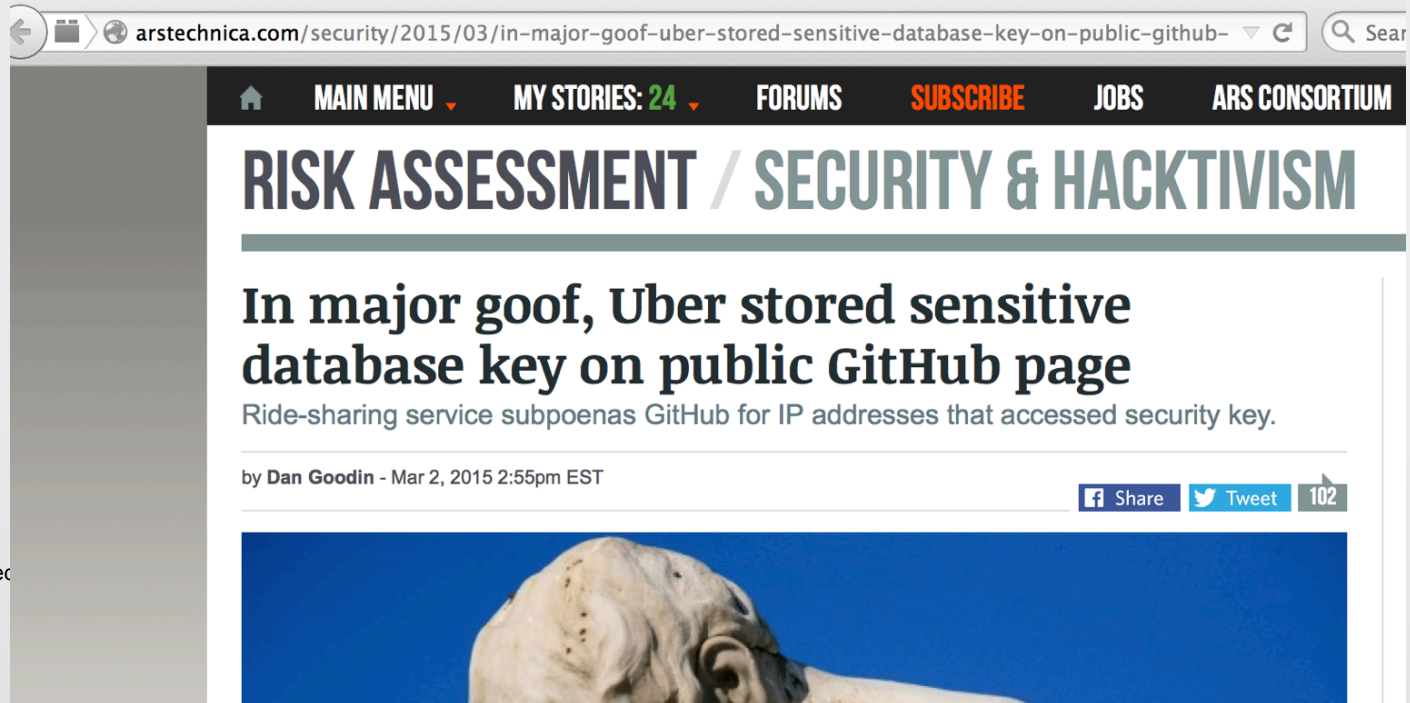 arstechnica.com/security/2015/03/in-major-goof-uber-stored-sensitive-database-key-on-public-github-
MAIN MENU MY STORIES: 24 FORUMS SUBSCRIBE JOBS ARS CONSORTIUM
RISK ASSESSMENT / SECURITY & HACKTIVISM
In major goof, Uber stored sensitive
database key on public GitHub page
Ride-sharing service subpoenas GitHub for IP addresses that accessed security key.
by Dan Goodin - Mar 2, 2015 2:55pm EST
Share Tweet 102